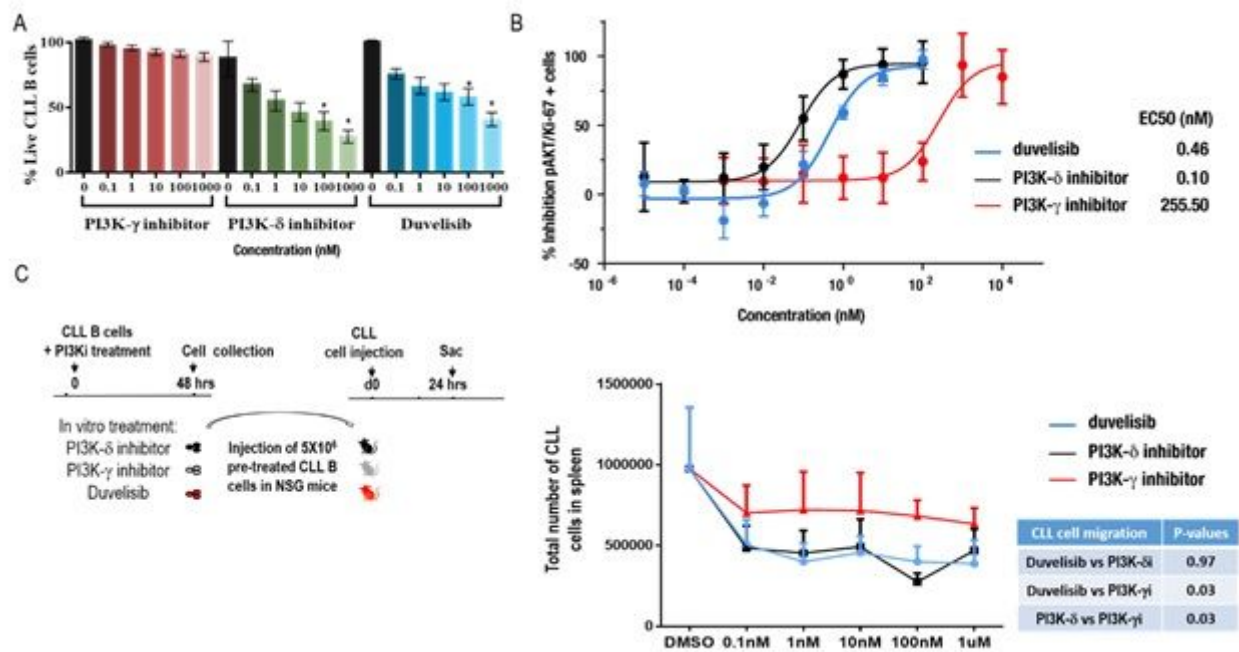 A
% Live CLL B cells
100
50
0
0 0.1 1 10 100 1000 0 0.1 1 10 100 1000 0 0.1 1 10 100 1000
* * * *
PI3K-γ inhibitor PI3K-δ inhibitor Duvelisib
Concentration (nM)
B
% Inhibition pAKT/Ki-67 + cells
100
50
0
-50
10⁻⁶ 10⁻⁴ 10⁻² 10⁰ 10² 10⁴
Concentration (nM)
EC50 (nM)
duvelisib 0.46
PI3K-δ inhibitor 0.10
PI3K-γ inhibitor 255.50
C
CLL B cells
+ PI3Ki treatment
Cell collection
CLL
cell injection
Sac
0 48 hrs d0 24 hrs
In vitro treatment:
PI3K-δ inhibitor
PI3K-γ inhibitor
Duvelisib
Injection of 5X10⁶
pre-treated CLL B
cells in NSG mice
Total number of CLL
cells in spleen
1500000
1000000
500000
0
DMSO 0.1nM 1nM 10nM 100nM 1uM
duvelisib
PI3K-δ inhibitor
PI3K-γ inhibitor
CLL cell migration P-values
Duvelisib vs PI3K-δi 0.97
Duvelisib vs PI3K-γi 0.03
PI3K-δ vs PI3K-γi 0.03